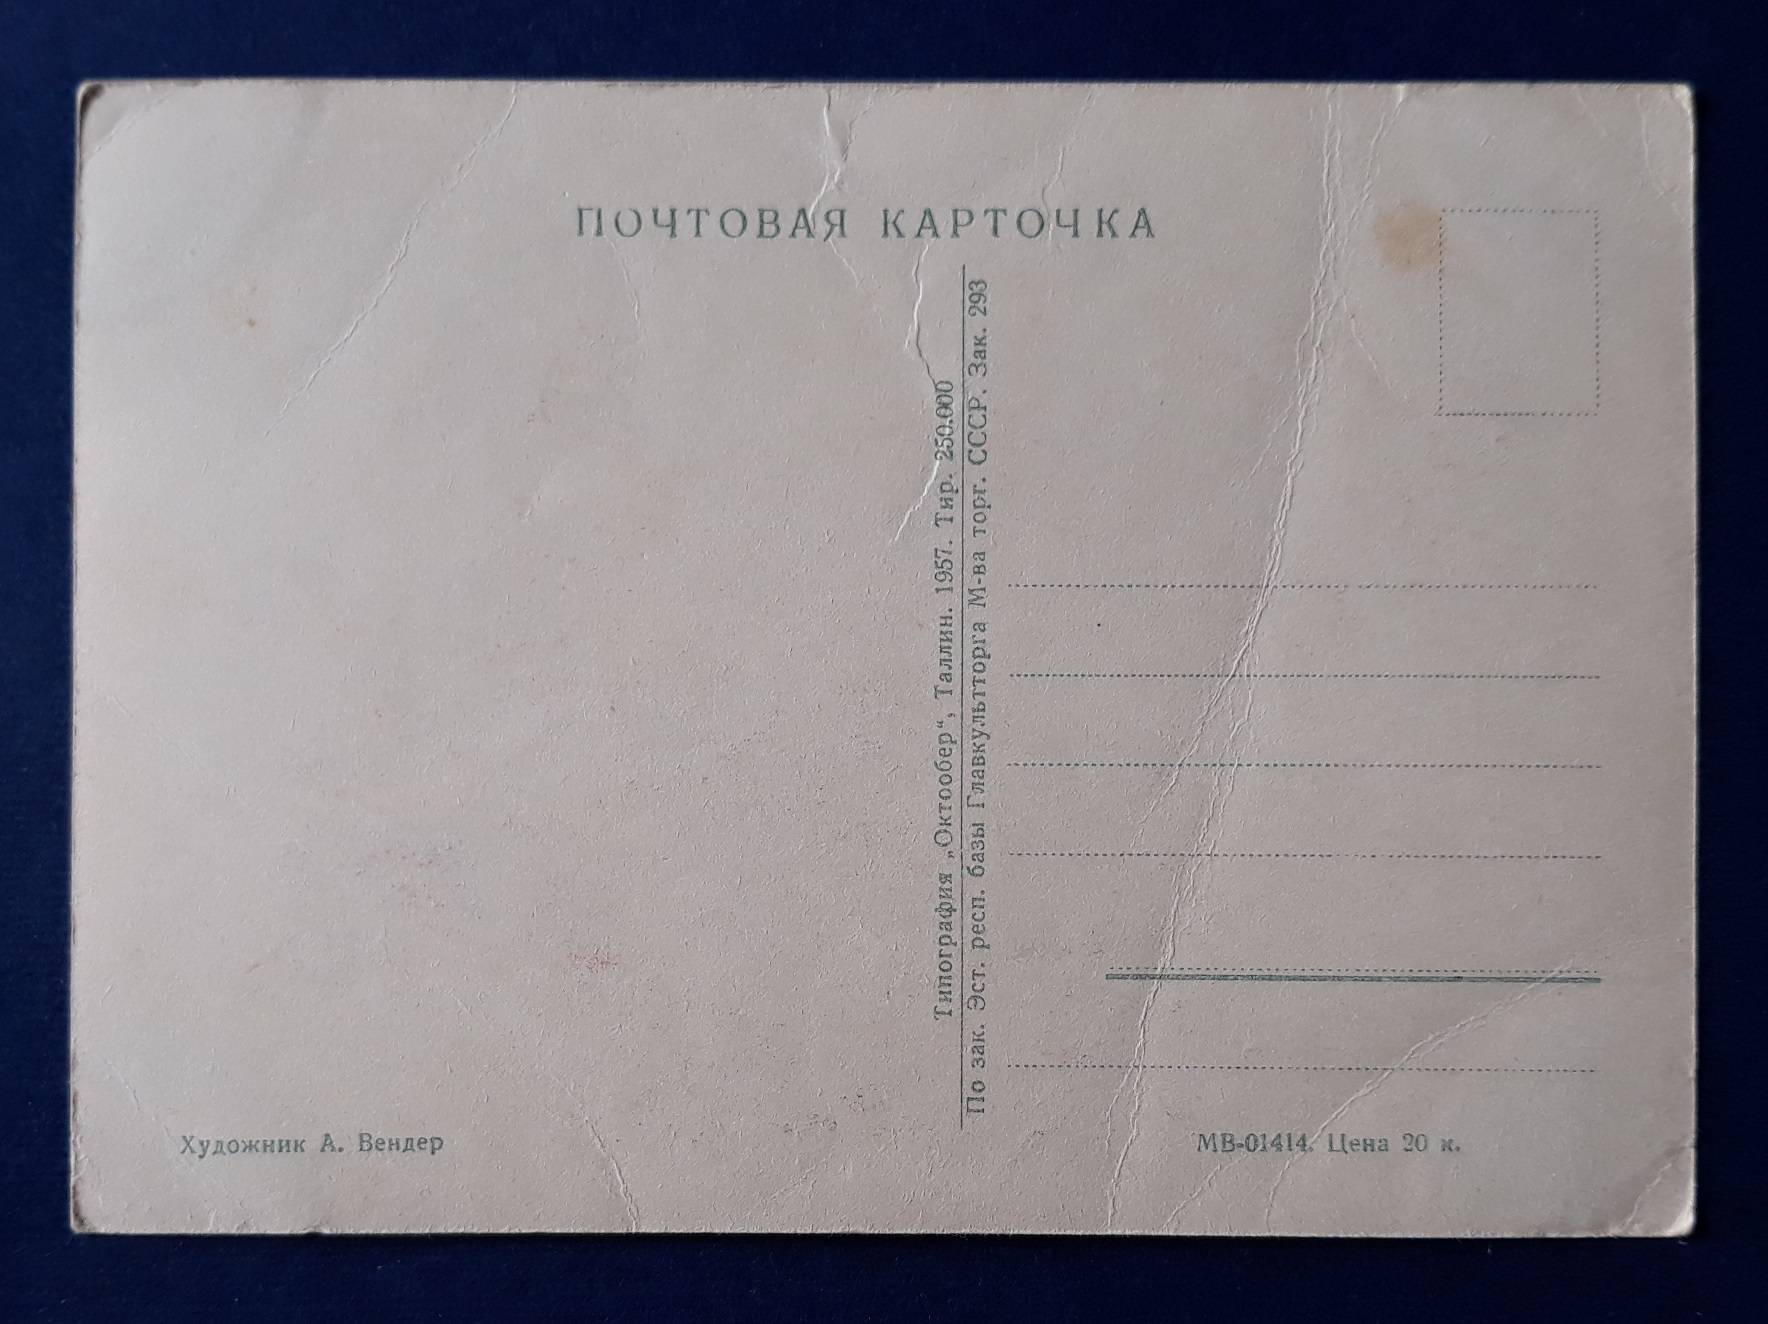 ПОЧТОВАЯ КАРТОЧКА
Типография „Октообер“, Таллин. 1957. Тир. 250.000
По зак. Эст. респ. базы Главкультторга М-ва торг. СССР. Зак. 293
Художник А. Вендер
МВ-01414. Цена 20 к.